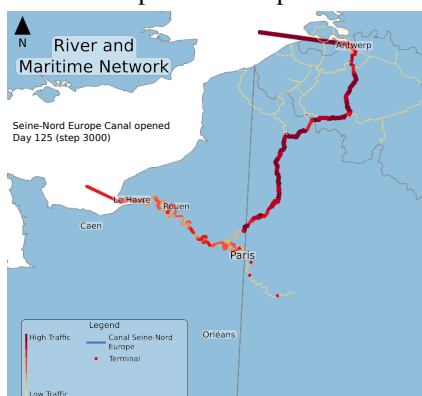 N
River and
Maritime Network
Antwerp
Seine-Nord Europe Canal opened
Day 125 (step 3000)
Le Havre
Rouen
Caen
Paris
Orléans
Legend
High Traffic
Canal Seine-Nord
Europe
Terminal
Low Traffic